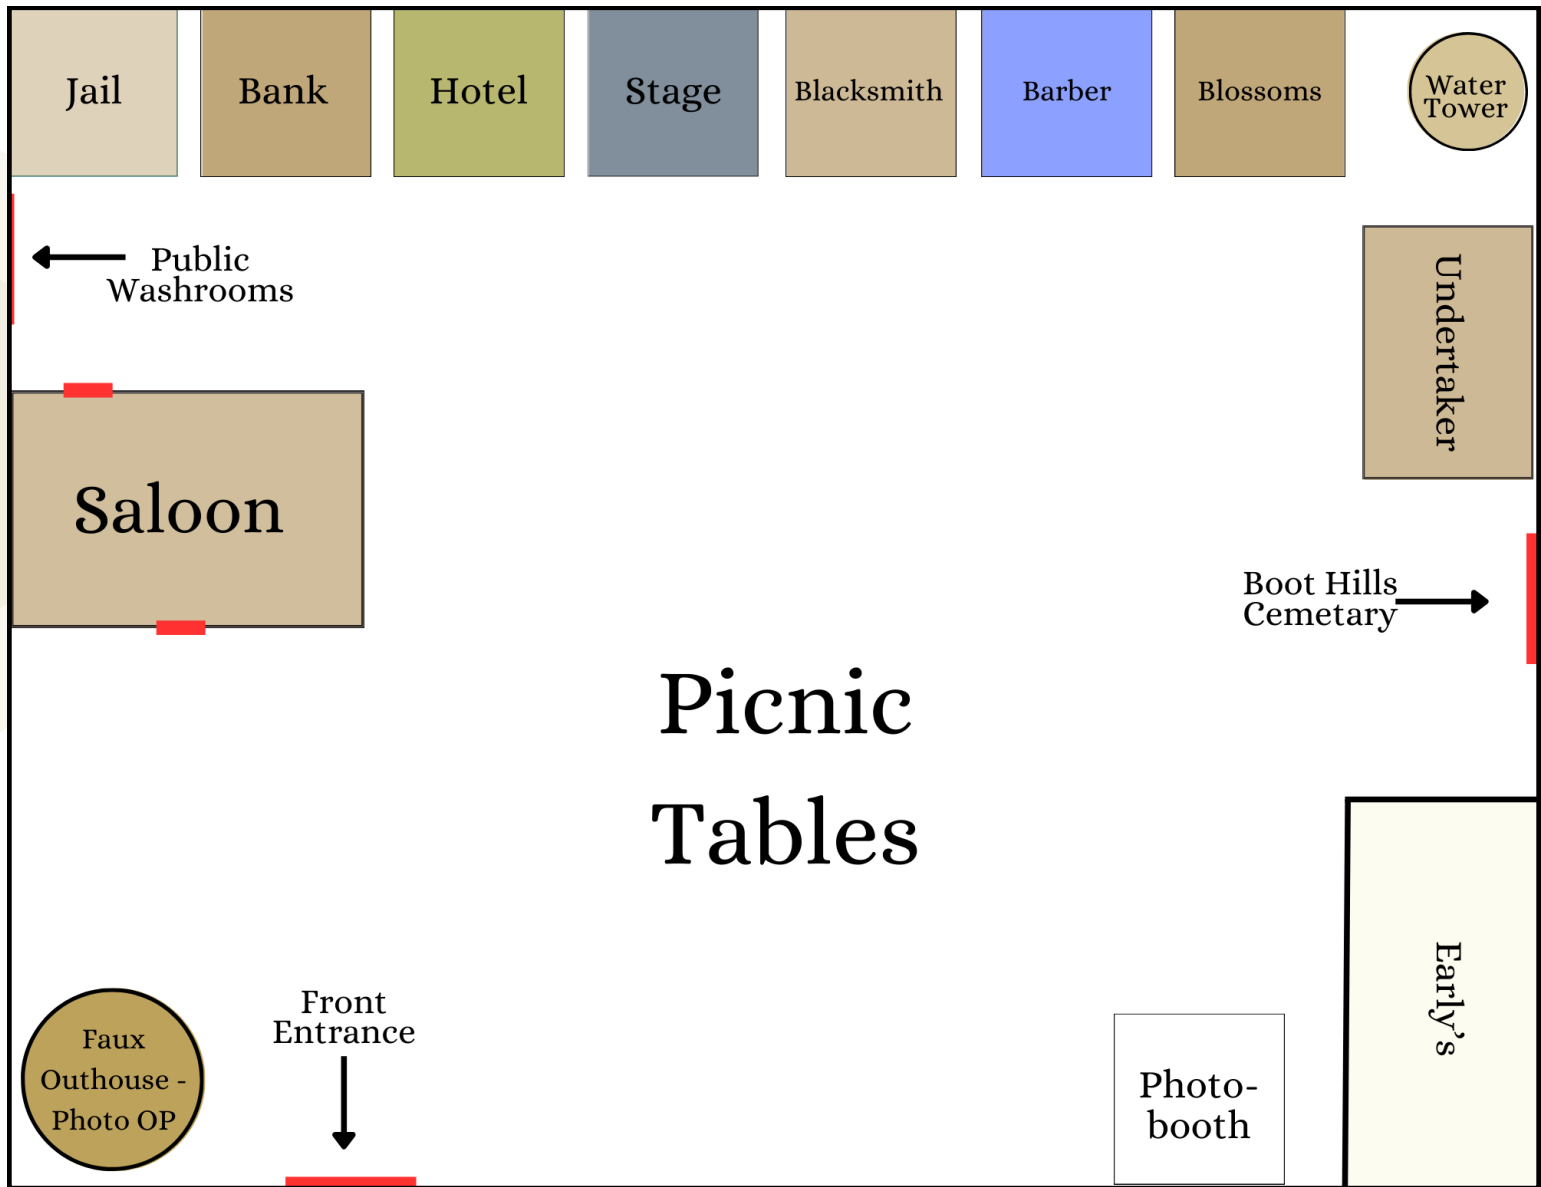 Jail
Bank
Hotel
Stage
Blacksmith
Barber
Blossoms
Water
Tower
Public
Washrooms
Undertaker
Saloon
Boot Hills
Cemetary
Picnic
Tables
Early's
Front
Entrance
Faux
Outhouse -
Photo OP
Photo-
booth